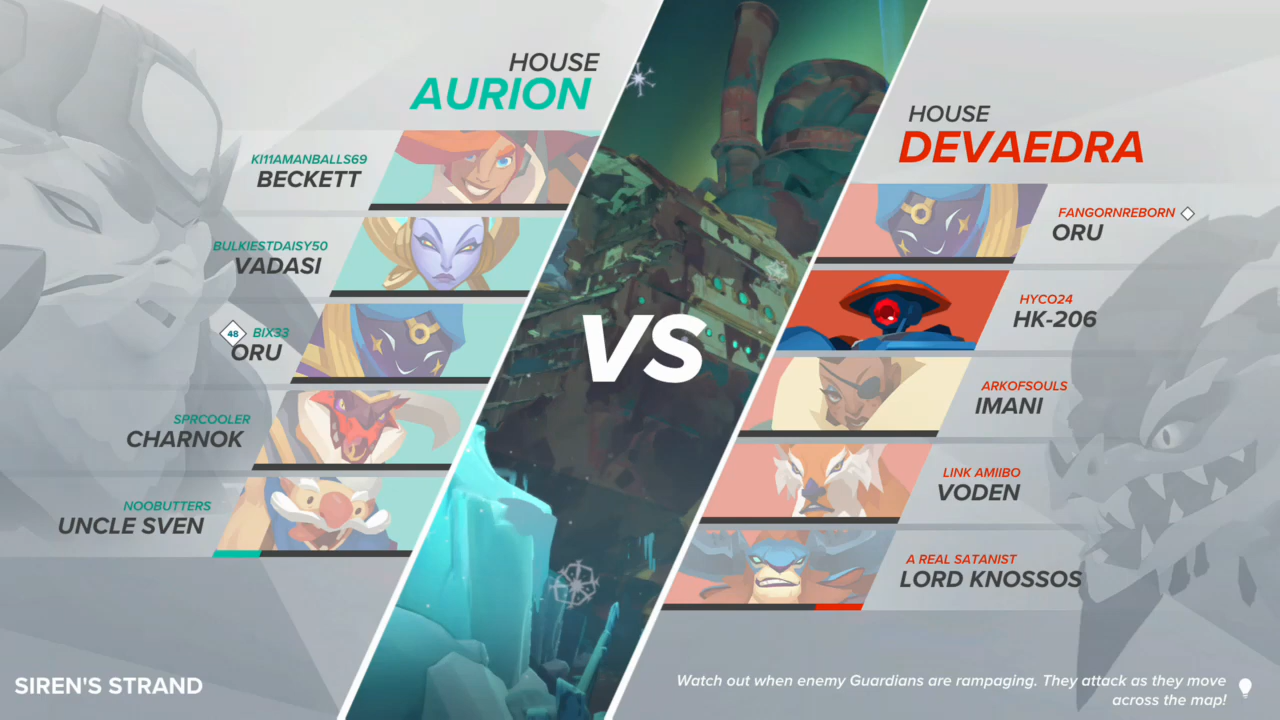 HOUSE
AURION
KI11AMANBALLS69
BECKETT
BULKIESTDAISY50
VADASI
48 BIX33
ORU
SPRCOOLER
CHARNOK
NOOBUTTERS
UNCLE SVEN
VS
HOUSE
DEVAEDRA
FANGORNREBORN
ORU
HYCO24
HK-206
ARKOFSOULS
IMANI
LINK AMIIBO
VODEN
A REAL SATANIST
LORD KNOSSOS
SIREN'S STRAND
Watch out when enemy Guardians are rampaging. They attack as they move
across the map!